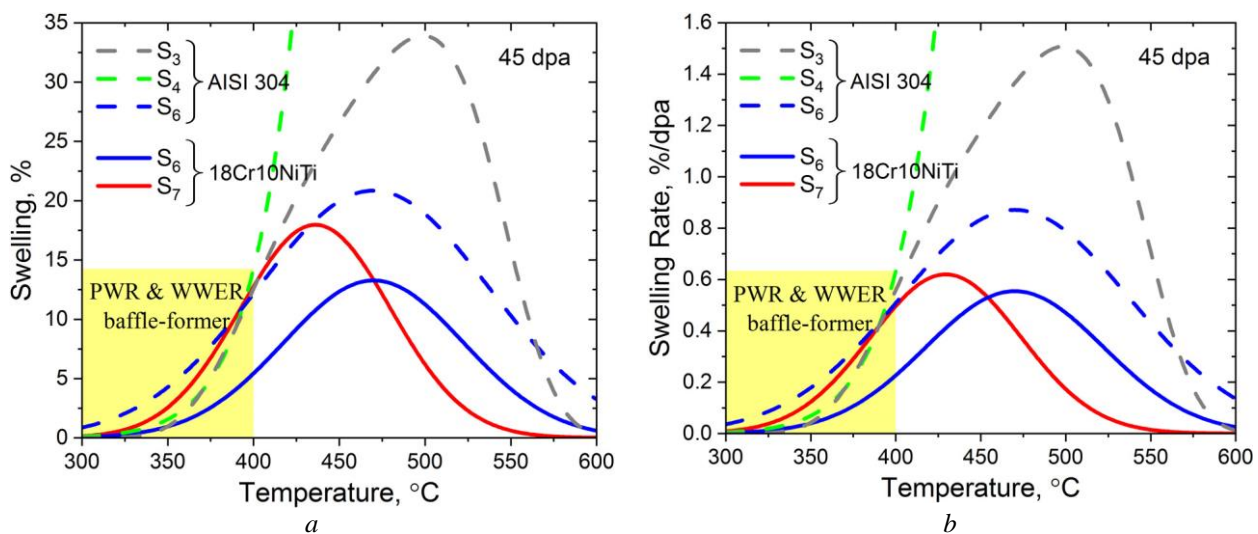 35
30
25
20
15
10
5
0
Swelling, %
S3
S4
S6
AISI 304
S6
S7
18Cr10NiTi
45 dpa
PWR & WWER
baffle-former
300 350 400 450 500 550 600
Temperature, °C
a
1.6
1.4
1.2
1.0
0.8
0.6
0.4
0.2
0.0
Swelling Rate, %/dpa
S3
S4
S6
AISI 304
S6
S7
18Cr10NiTi
45 dpa
PWR & WWER
baffle-former
300 350 400 450 500 550 600
Temperature, °C
b